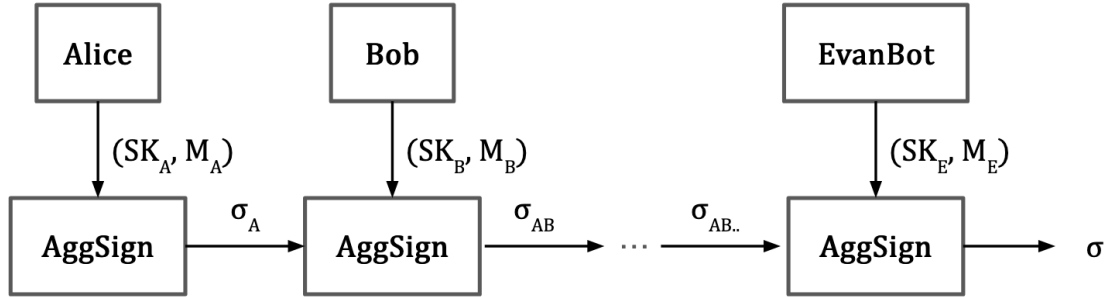 Alice Bob EvanBot
(SK_A, M_A) (SK_B, M_B) (SK_E, M_E)
σ_A σ_AB σ_AB..
AggSign AggSign ... AggSign σ